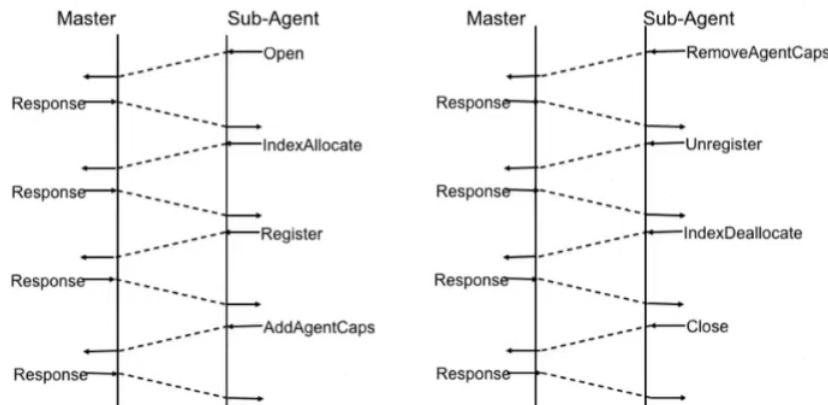 Master Sub-Agent
Open
Response
IndexAllocate
Response
Register
Response
AddAgentCaps
Response
Master Sub-Agent
RemoveAgentCaps
Response
Unregister
Response
IndexDeallocate
Response
Close
Response